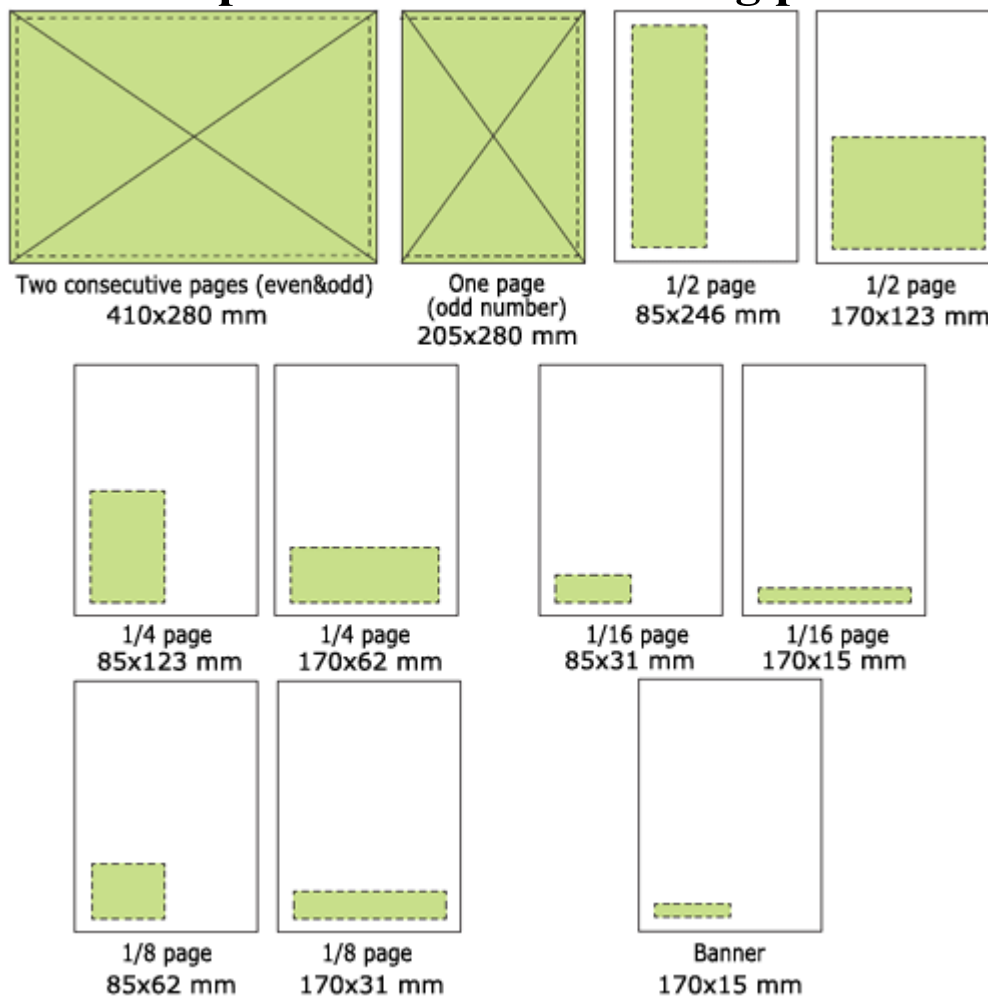 Two consecutive pages (even&odd)
410x280 mm
One page
(odd number)
205x280 mm
1/2 page
85x246 mm
1/2 page
170x123 mm
1/4 page
85x123 mm
1/4 page
170x62 mm
1/16 page
85x31 mm
1/16 page
170x15 mm
1/8 page
85x62 mm
1/8 page
170x31 mm
Banner
170x15 mm